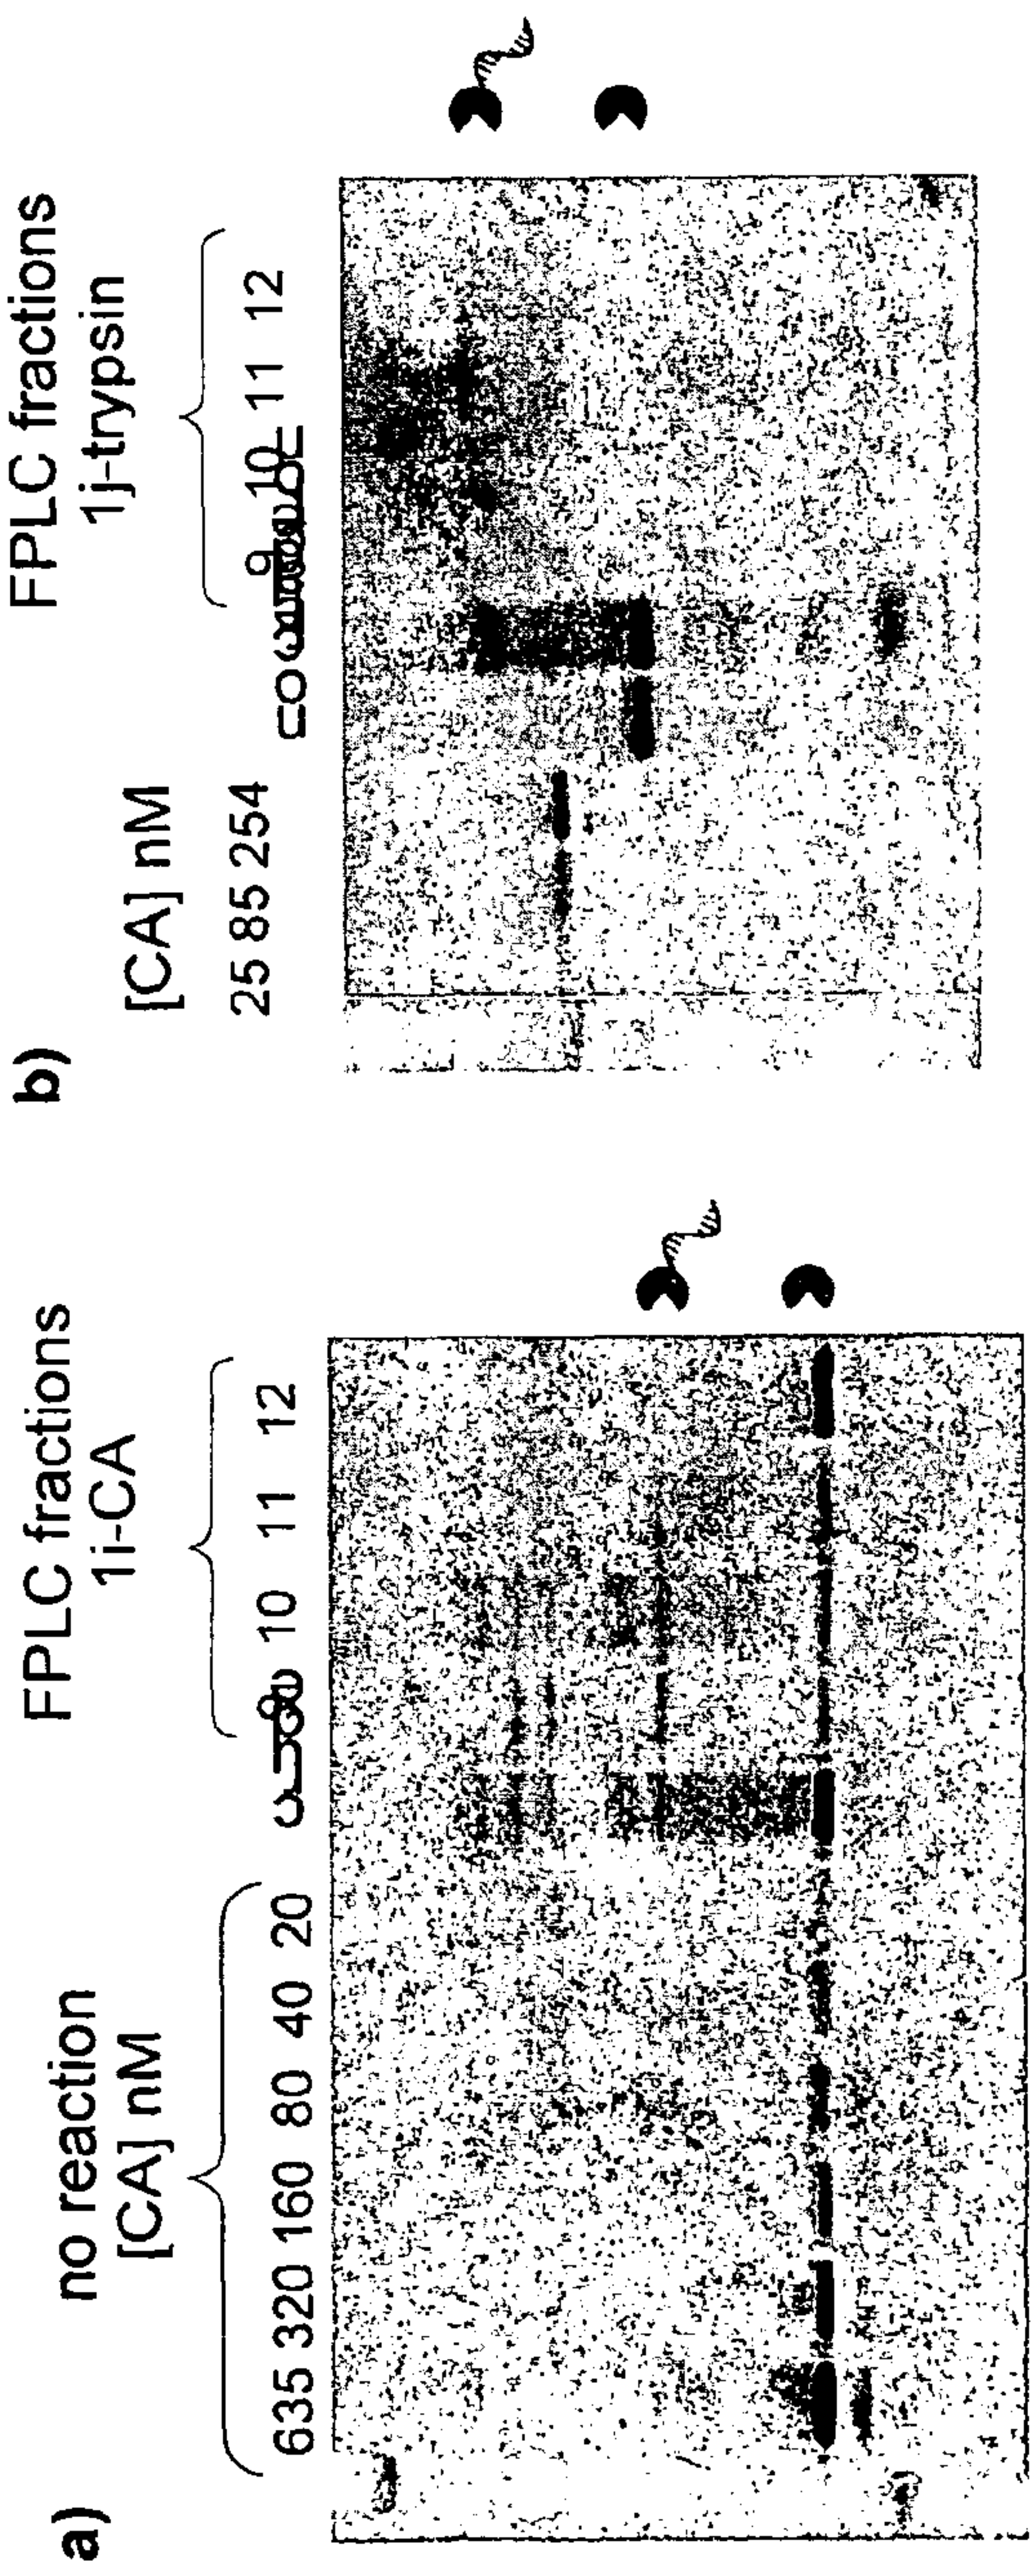 a)
no reaction
[CA] nM
635 320 160 80 40 20
FPLC fractions
1i-CA
10 11 12
b)
[CA] nM
25 85 254
FPLC fractions
1j-trypsin
9 10 11 12